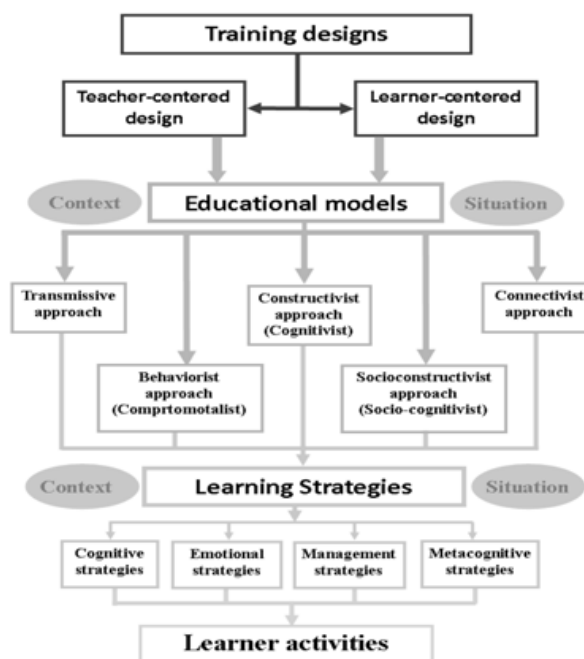 Training designs
Teacher-centered
design
Learner-centered
design
Context
Educational models
Situation
Transmissive
approach
Constructivist
approach
(Cognitivist)
Connectivist
approach
Behaviorist
approach
(Comprtomotalist)
Socioconstructivist
approach
(Socio-cognitivist)
Context
Learning Strategies
Situation
Cognitive
strategies
Emotional
strategies
Management
strategies
Metacognitive
strategies
Learner activities